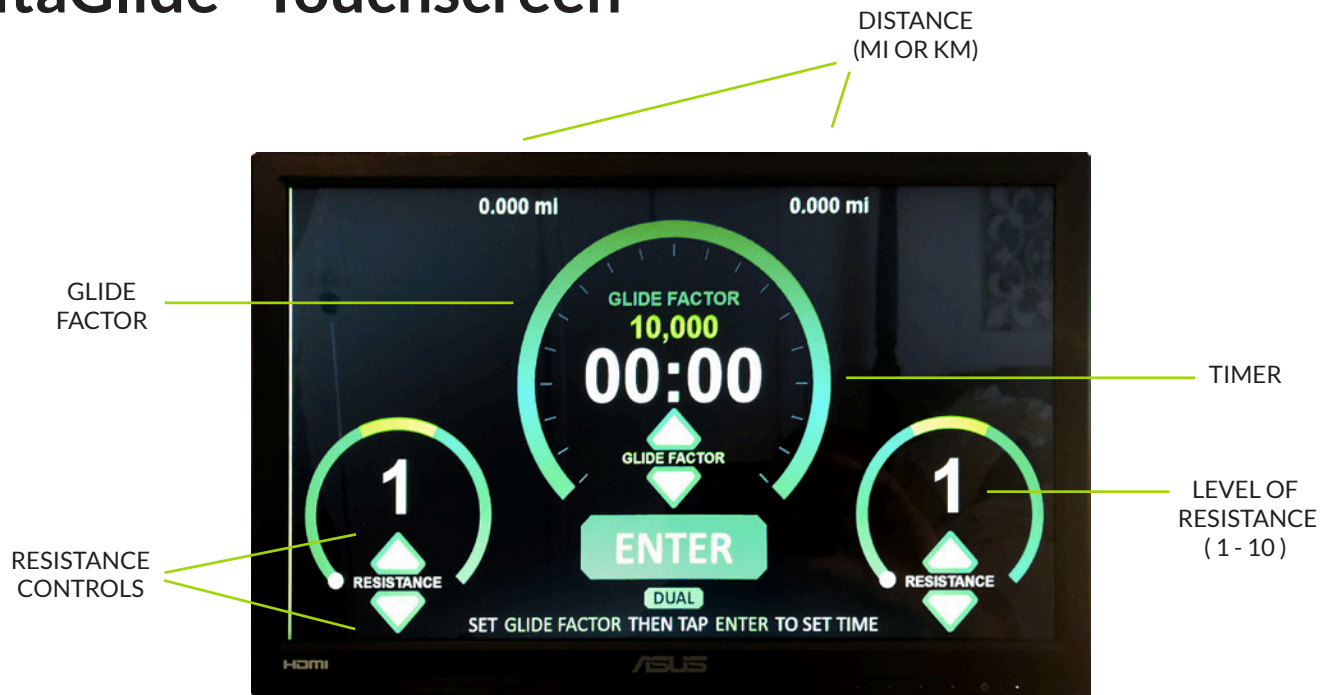 Touchscreen
DISTANCE
(MI OR KM)
0.000 mi
0.000 mi
GLIDE
FACTOR
GLIDE FACTOR
10,000
00:00
GLIDE FACTOR
TIMER
1
1
LEVEL OF
RESISTANCE
( 1 - 10 )
RESISTANCE
CONTROLS
RESISTANCE
RESISTANCE
ENTER
DUAL
SET GLIDE FACTOR THEN TAP ENTER TO SET TIME
HDMI
ASUS